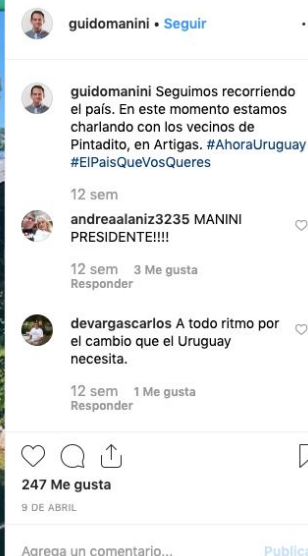 guidomanini • Seguir
guidomanini Seguimos recorriendo
el país. En este momento estamos
charlando con los vecinos de
Pintadito, en Artigas. #AhoraUruguay
#ElPaisQueVosQueres
12 sem
andreaalaniz3235 MANINI
PRESIDENTE!!!!
12 sem 3 Me gusta
Responder
devargascarlos A todo ritmo por
el cambio que el Uruguay
necesita.
12 sem 1 Me gusta
Responder
247 Me gusta
9 DE ABRIL
Agrega un comentario...